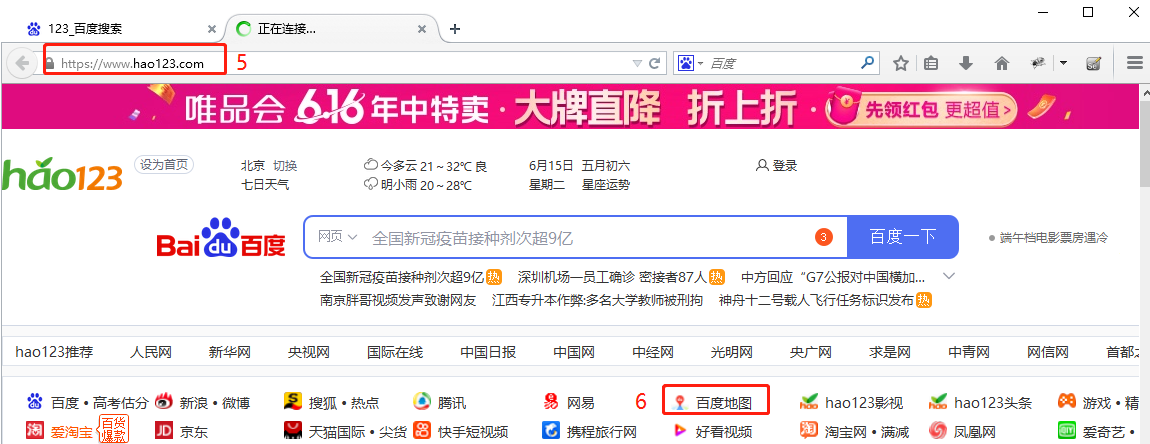 123_百度搜索
正在连接...
https://www.hao123.com
5
百度
唯品会 6.16 年中特卖 · 大牌直降 折上折 · 先领红包 更超值>
hao123 设为首页 北京 切换 今多云 21 ~ 32℃ 良 6月15日 五月初六 登录
七日天气 明小雨 20 ~ 28℃ 星期二 星座运势
Bai du 百度 网页 全国新冠疫苗接种剂次超9亿 3 百度一下 端午档电影票房遇冷
全国新冠疫苗接种剂次超9亿 热 深圳机场一员工确诊 密接者87人 热 中方回应“G7公报对中国横加...
南京胖哥视频发声致谢网友 江西专升本作弊:多名大学教师被刑拘 神舟十二号载人飞行任务标识发布 热
hao123推荐 人民网 新华网 央视网 国际在线 中国日报 中国网 中经网 光明网 央广网 求是网 中青网 网信网 首都之
百度 • 高考估分 新浪 • 微博 搜狐 • 热点 腾讯 网易 6 百度地图 hao123影视 hao123头条 游戏 • 精
淘 爱淘宝 百货爆款 JD 京东 天猫国际 • 尖货 快手短视频 携程旅行网 好看视频 淘宝网 • 满减 凤凰网 爱奇艺 •